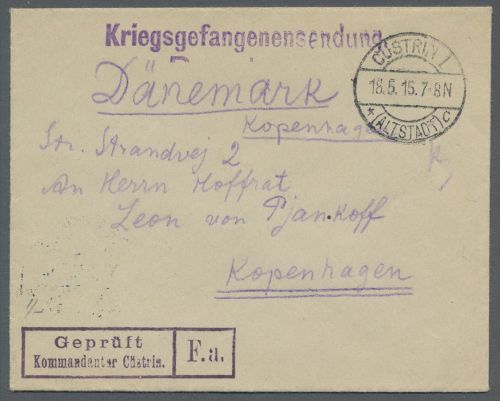 Kriegsgefangenensendung
CÜSTRIN 1
18.5.15.7-8N
* (ALTSTADT) c
Dänemark
Kopenhagen
Str. Strandvej 2
An Herrn Hoffrat
Leon von Pjankoff
Kopenhagen
Geprüft
Kommandantur Cüstrin.
F.a.